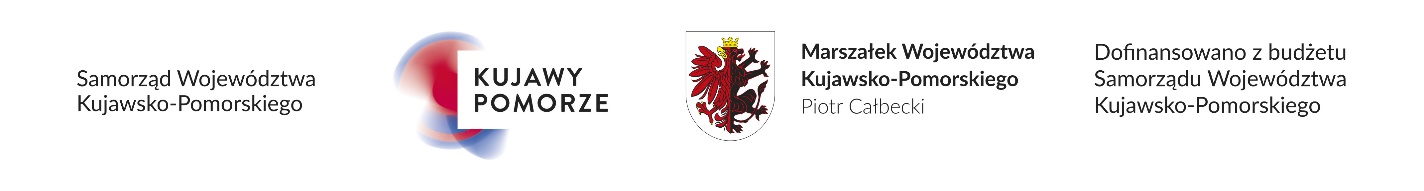 Samorząd Województwa
Kujawsko-Pomorskiego
KUJAWY
POMORZE
Marszałek Województwa
Kujawsko-Pomorskiego
Piotr Całbecki
Dofinansowano z budżetu
Samorządu Województwa
Kujawsko-Pomorskiego